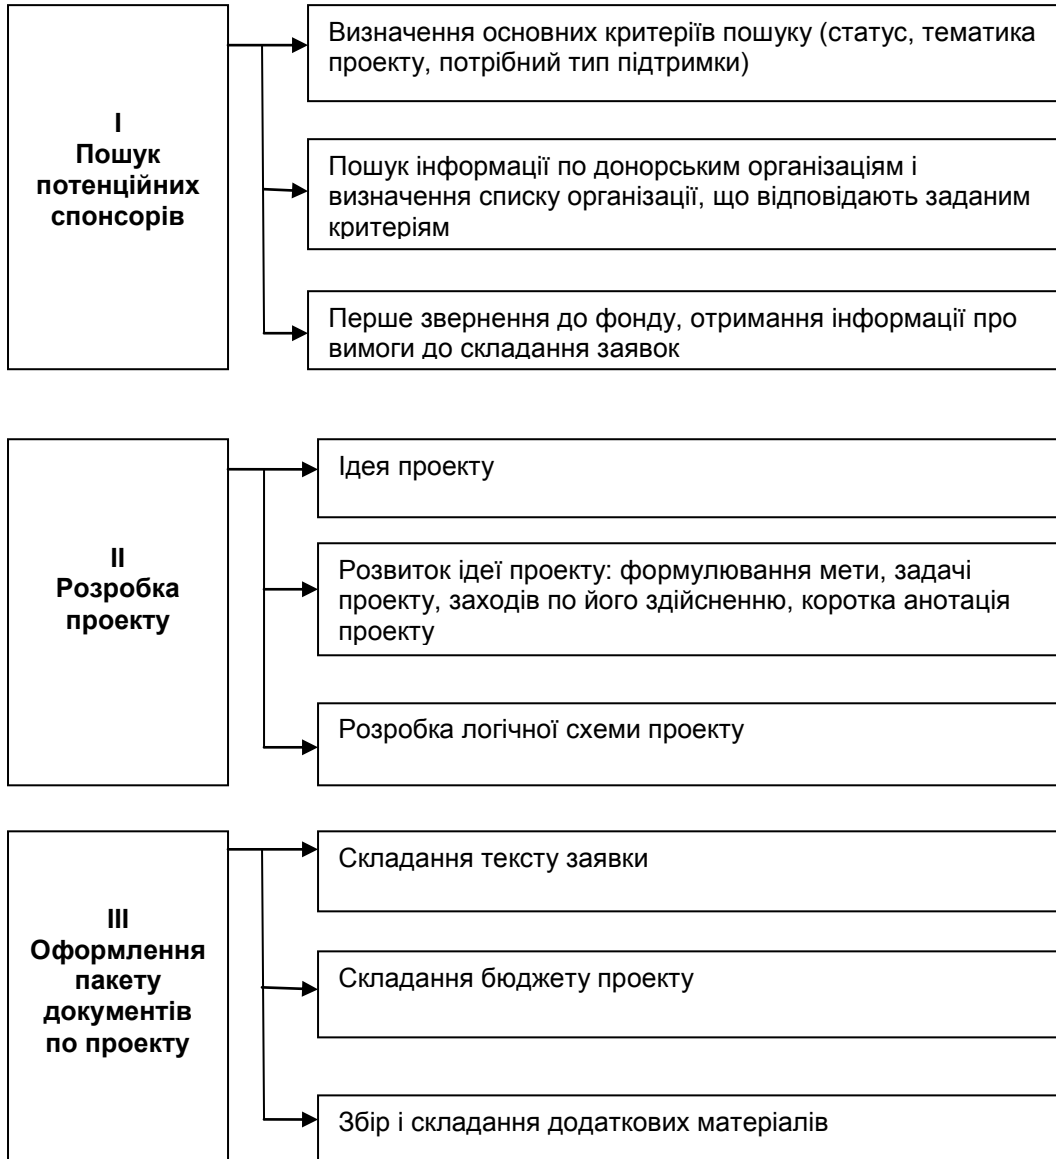 I
Пошук
потенційних
спонсорів
Визначення основних критеріїв пошуку (статус, тематика
проекту, потрібний тип підтримки)
Пошук інформації по донорським організаціям і
визначення списку організації, що відповідають заданим
критеріям
Перше звернення до фонду, отримання інформації про
вимоги до складання заявок
II
Розробка
проекту
Ідея проекту
Розвиток ідеї проекту: формулювання мети, задачі
проекту, заходів по його здійсненню, коротка анотація
проекту
Розробка логічної схеми проекту
III
Оформлення
пакету
документів
по проекту
Складання тексту заявки
Складання бюджету проекту
Збір і складання додаткових матеріалів